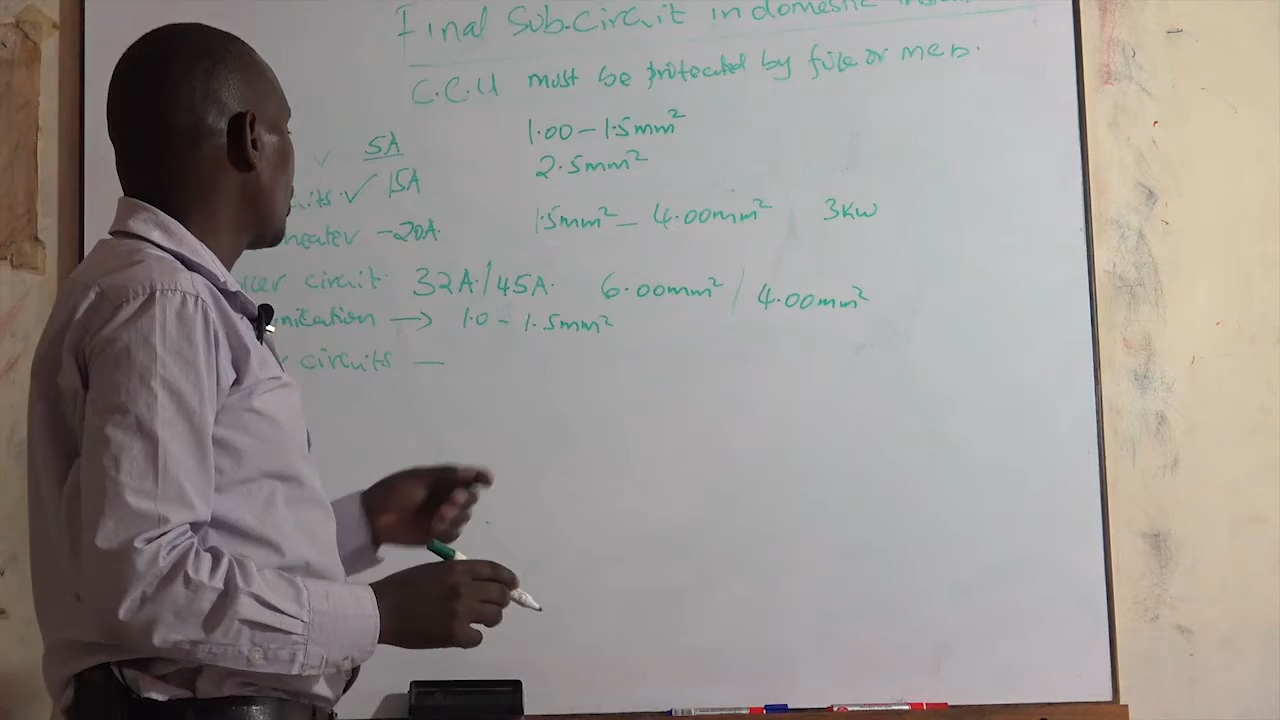 Final Sub-circuit in domestic
C.C.U must be protected by fuse or MCB.
5A 1.00 - 1.5mm²
✓ 15A 2.5mm²
heater - 20A. 1.5mm² - 4.00mm² 3KW
circuit 32A/45A. 6.00mm² / 4.00mm²
→ 1.0 - 1.5mm²
circuits —